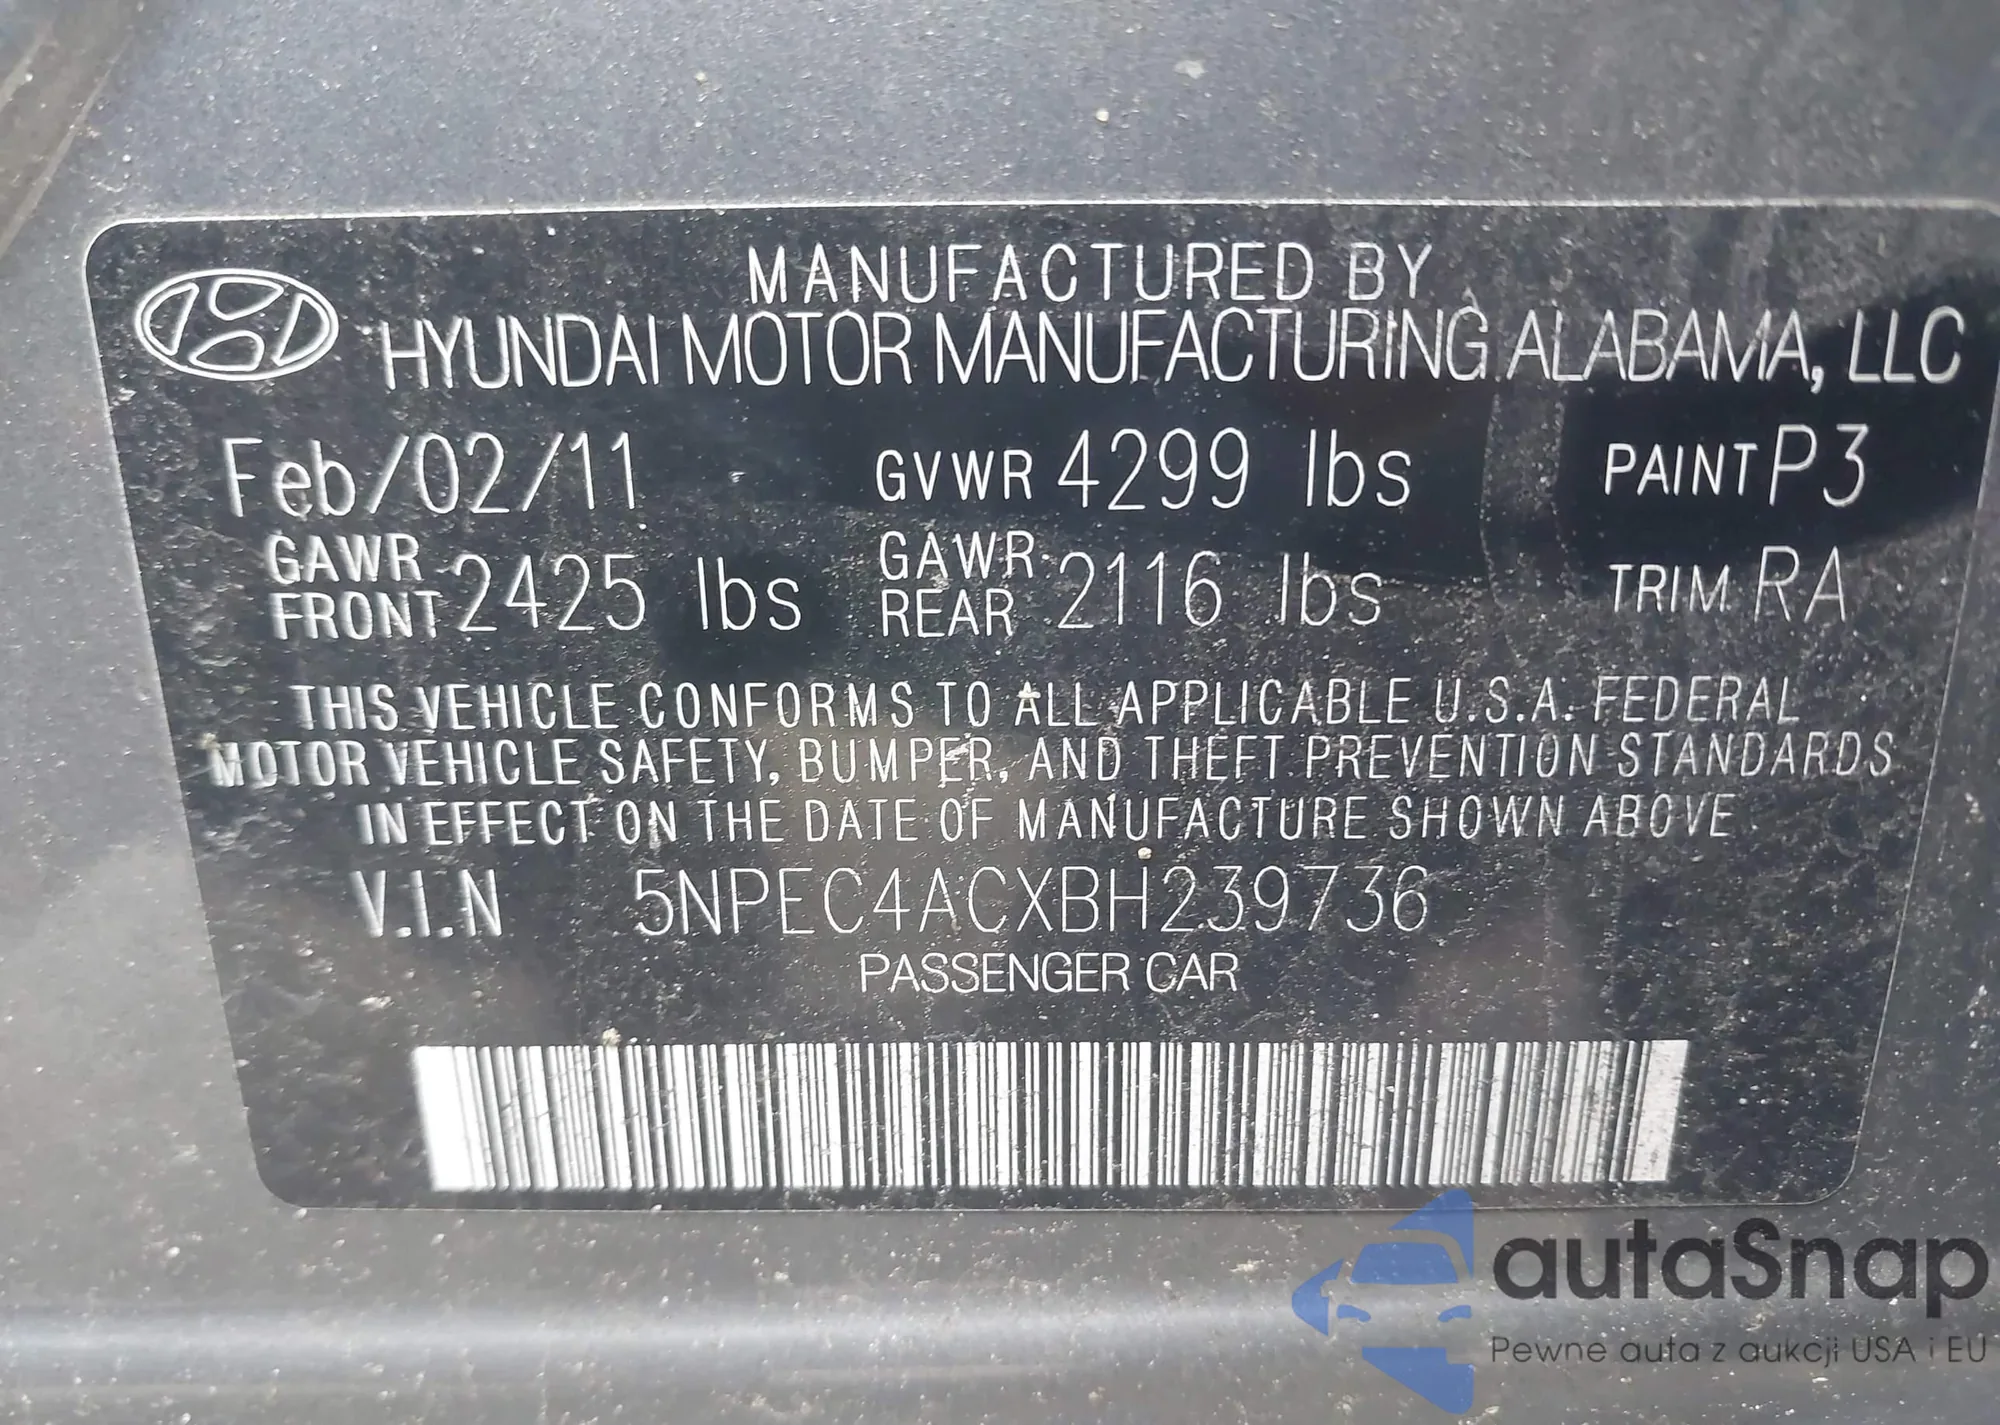 MANUFACTURED BY
HYUNDAI MOTOR MANUFACTURING ALABAMA, LLC
Feb/02/11 GVWR 4299 lbs PAINT P3
GAWR FRONT 2425 lbs GAWR REAR 2116 lbs TRIM RA
THIS VEHICLE CONFORMS TO ALL APPLICABLE U.S.A. FEDERAL
MOTOR VEHICLE SAFETY, BUMPER, AND THEFT PREVENTION STANDARDS
IN EFFECT ON THE DATE OF MANUFACTURE SHOWN ABOVE
V.I.N 5NPEC4ACXBH239736
PASSENGER CAR
autaSnap
Pewne auta z aukcji USA i EU